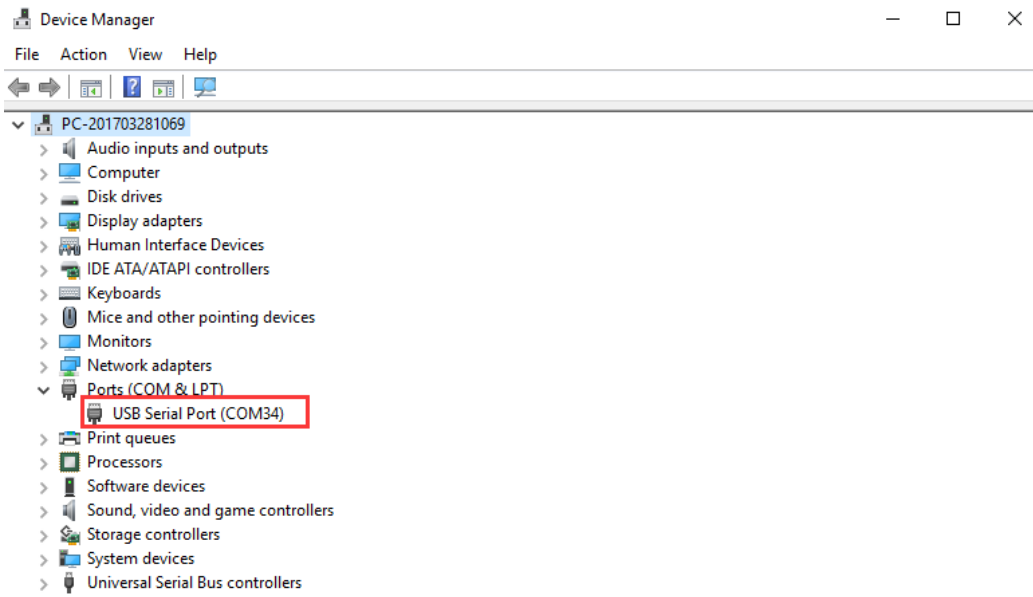 Device Manager
File Action View Help
PC-201703281069
Audio inputs and outputs
Computer
Disk drives
Display adapters
Human Interface Devices
IDE ATA/ATAPI controllers
Keyboards
Mice and other pointing devices
Monitors
Network adapters
Ports (COM & LPT)
USB Serial Port (COM34)
Print queues
Processors
Software devices
Sound, video and game controllers
Storage controllers
System devices
Universal Serial Bus controllers